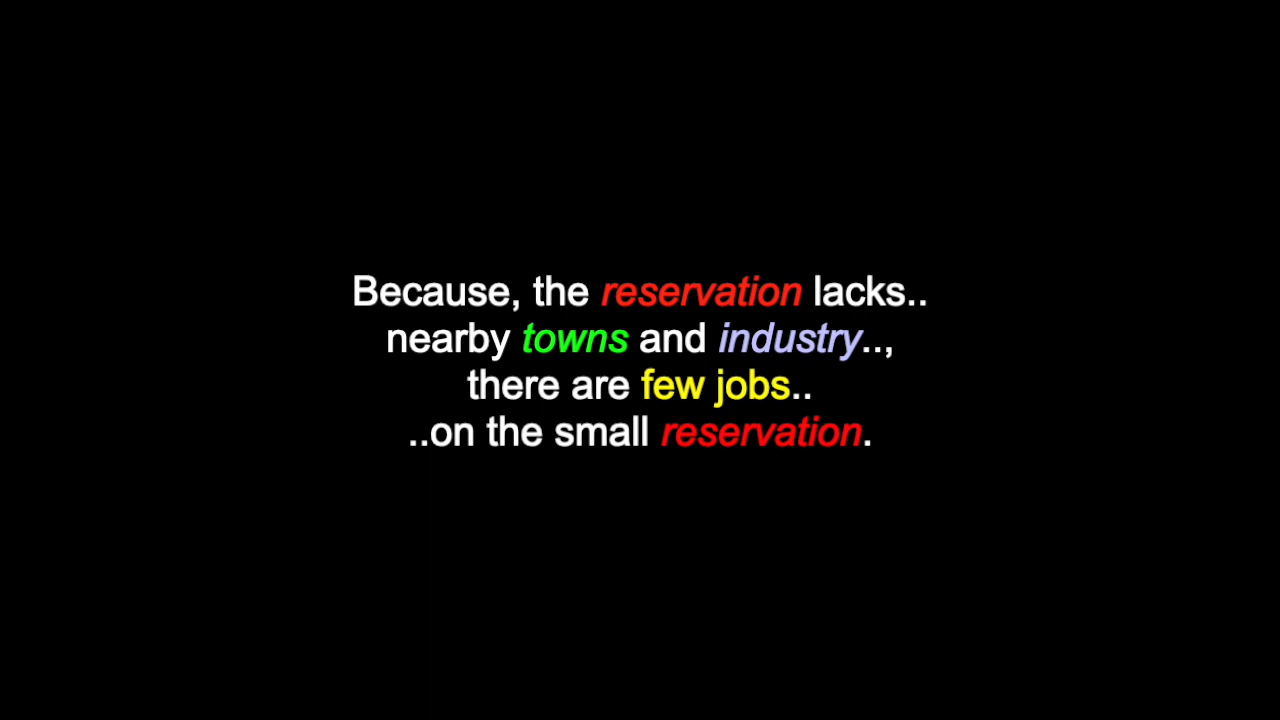 Because, the reservation lacks..
nearby towns and industry..,
there are few jobs..
..on the small reservation.